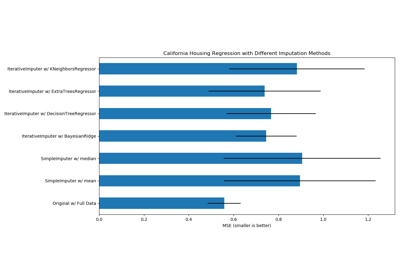 California Housing Regression with Different Imputation Methods
IterativeImputer w/ KNeighborsRegressor
IterativeImputer w/ ExtraTreesRegressor
IterativeImputer w/ DecisionTreeRegressor
IterativeImputer w/ BayesianRidge
SimpleImputer w/ median
SimpleImputer w/ mean
Original w/ Full Data
0.0 0.2 0.4 0.6 0.8 1.0 1.2
MSE (smaller is better)